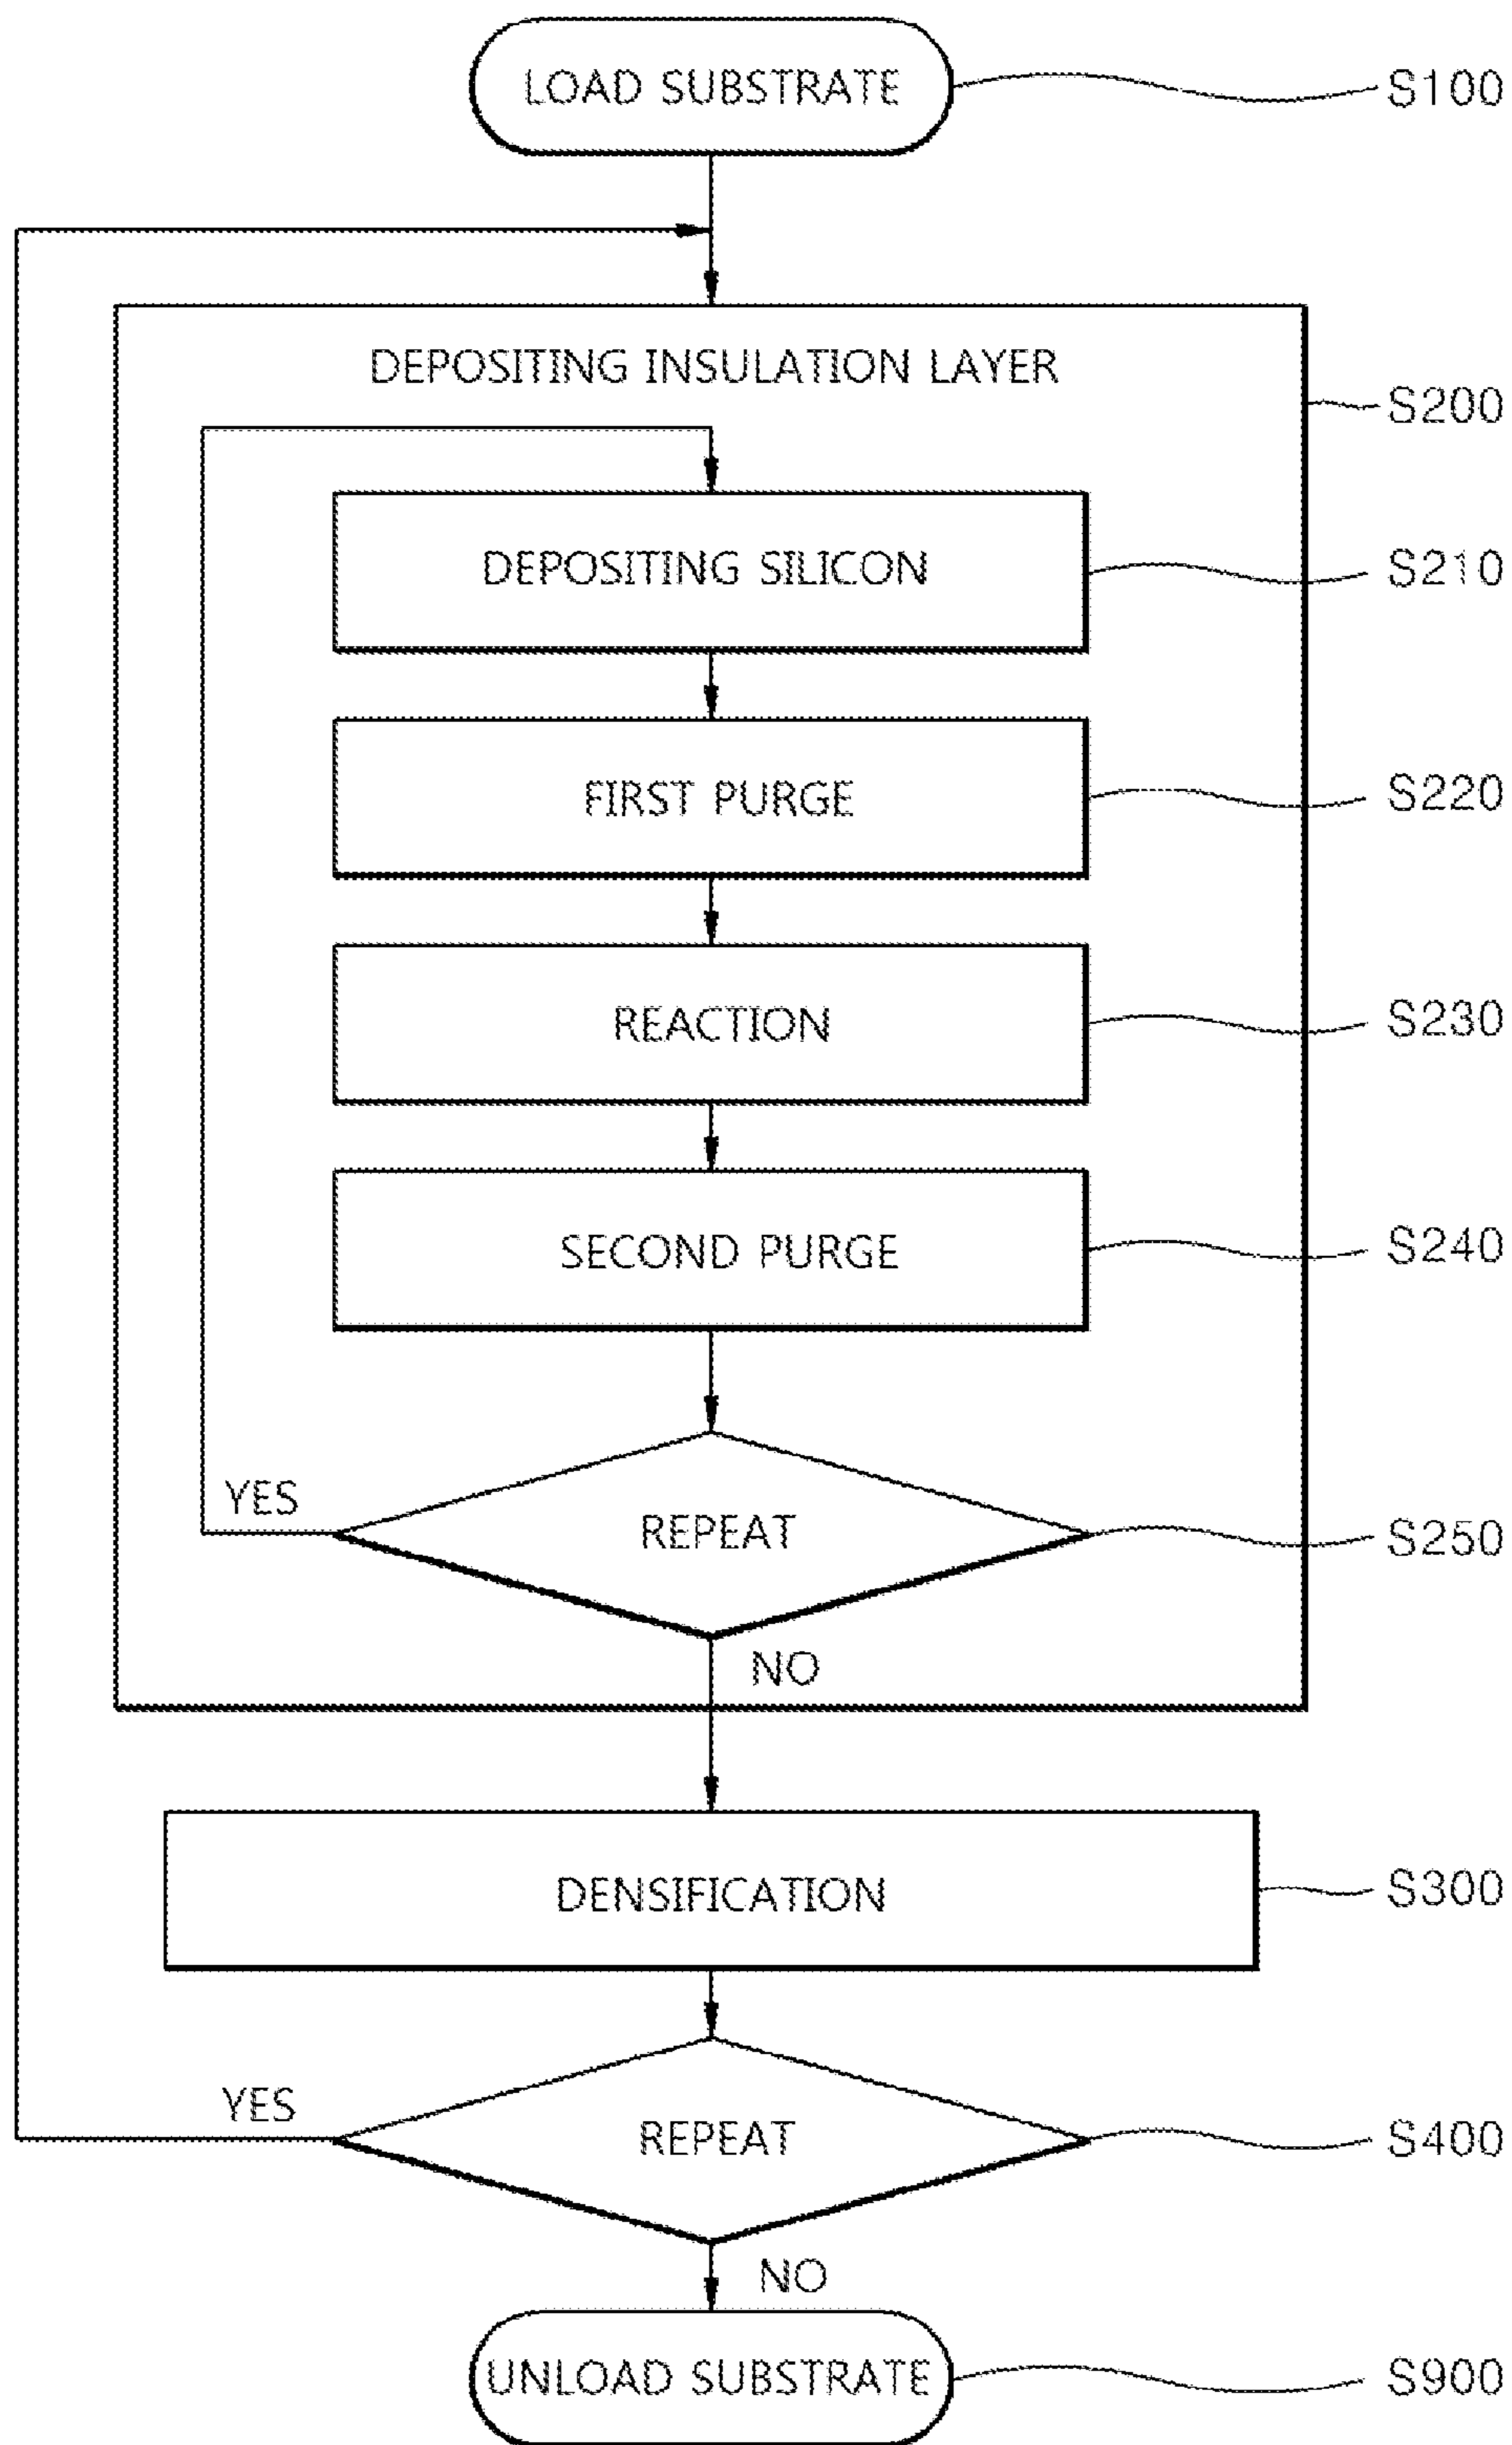 LOAD SUBSTRATE
S100
DEPOSITING INSULATION LAYER
S200
DEPOSITING SILICON
S210
FIRST PURGE
S220
REACTION
S230
SECOND PURGE
S240
YES
REPEAT
S250
NO
DENSIFICATION
S300
YES
REPEAT
S400
NO
UNLOAD SUBSTRATE
S900